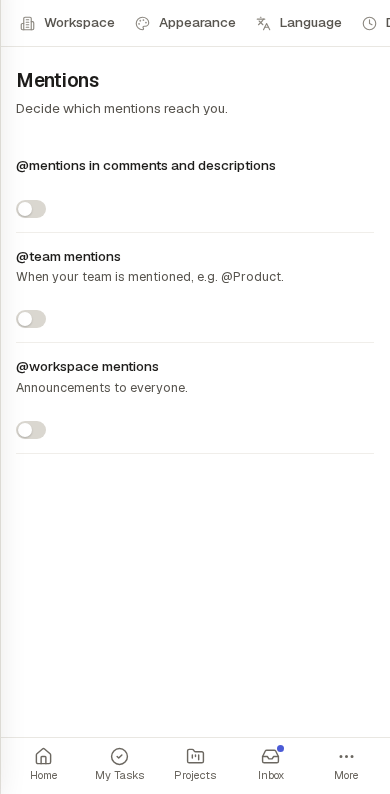 Workspace Appearance Language
Mentions
Decide which mentions reach you.
@mentions in comments and descriptions
@team mentions
When your team is mentioned, e.g. @Product.
@workspace mentions
Announcements to everyone.
Home My Tasks Projects Inbox More